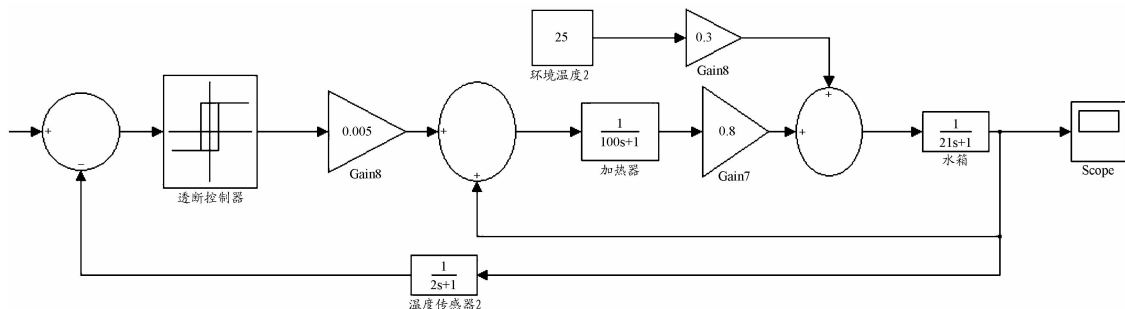 25
环境温度2
0.3
Gain8
+
−
透断控制器
0.005
Gain8
+
+
1
100s+1
加热器
0.8
Gain7
+
+
1
21s+1
水箱
Scope
1
2s+1
温度传感器2